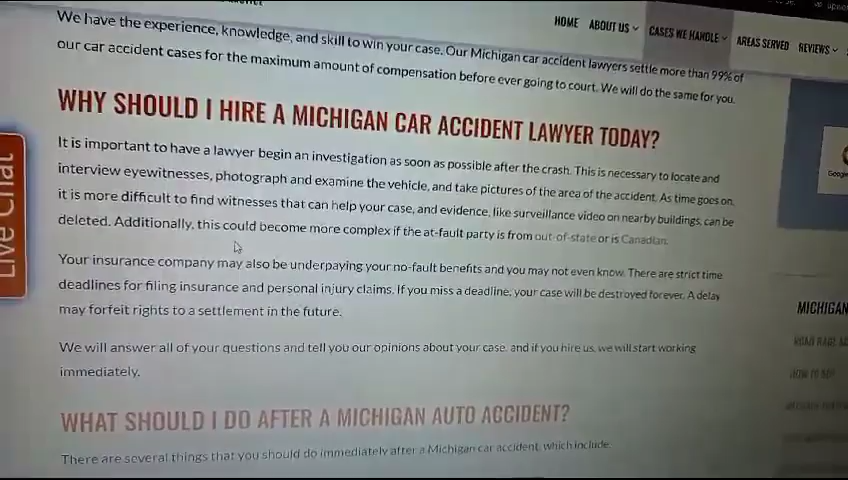 HOME ABOUT US CASES WE HANDLE AREAS SERVED REVIEWS
We have the experience, knowledge, and skill to win your case. Our Michigan car accident lawyers settle more than 99% of
our car accident cases for the maximum amount of compensation before ever going to court. We will do the same for you.
WHY SHOULD I HIRE A MICHIGAN CAR ACCIDENT LAWYER TODAY?
It is important to have a lawyer begin an investigation as soon as possible after the crash. This is necessary to locate and
interview eyewitnesses, photograph and examine the vehicle, and take pictures of the area of the accident. As time goes on,
it is more difficult to find witnesses that can help your case, and evidence, like surveillance video on nearby buildings, can be
deleted. Additionally, this could become more complex if the at-fault party is from out-of-state or is Canadian.
Your insurance company may also be underpaying your no-fault benefits and you may not even know. There are strict time
deadlines for filing insurance and personal injury claims. If you miss a deadline, your case will be destroyed forever. A delay
may forfeit rights to a settlement in the future.
We will answer all of your questions and tell you our opinions about your case, and if you hire us, we will start working
immediately.
WHAT SHOULD I DO AFTER A MICHIGAN AUTO ACCIDENT?
There are several things that you should do immediately after a Michigan car accident, which include:
Live Chat
Google
MICHIGAN
ROAD RAGE
HOW TO